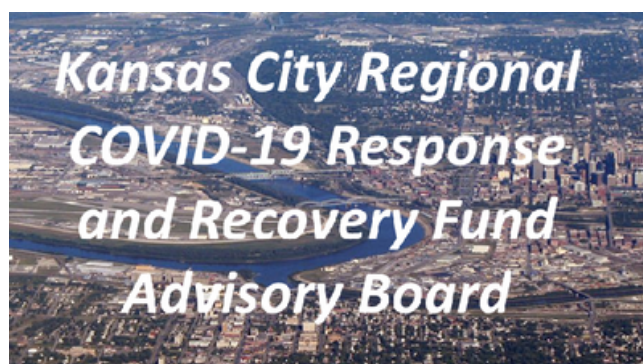 Kansas City Regional
COVID-19 Response
and Recovery Fund
Advisory Board